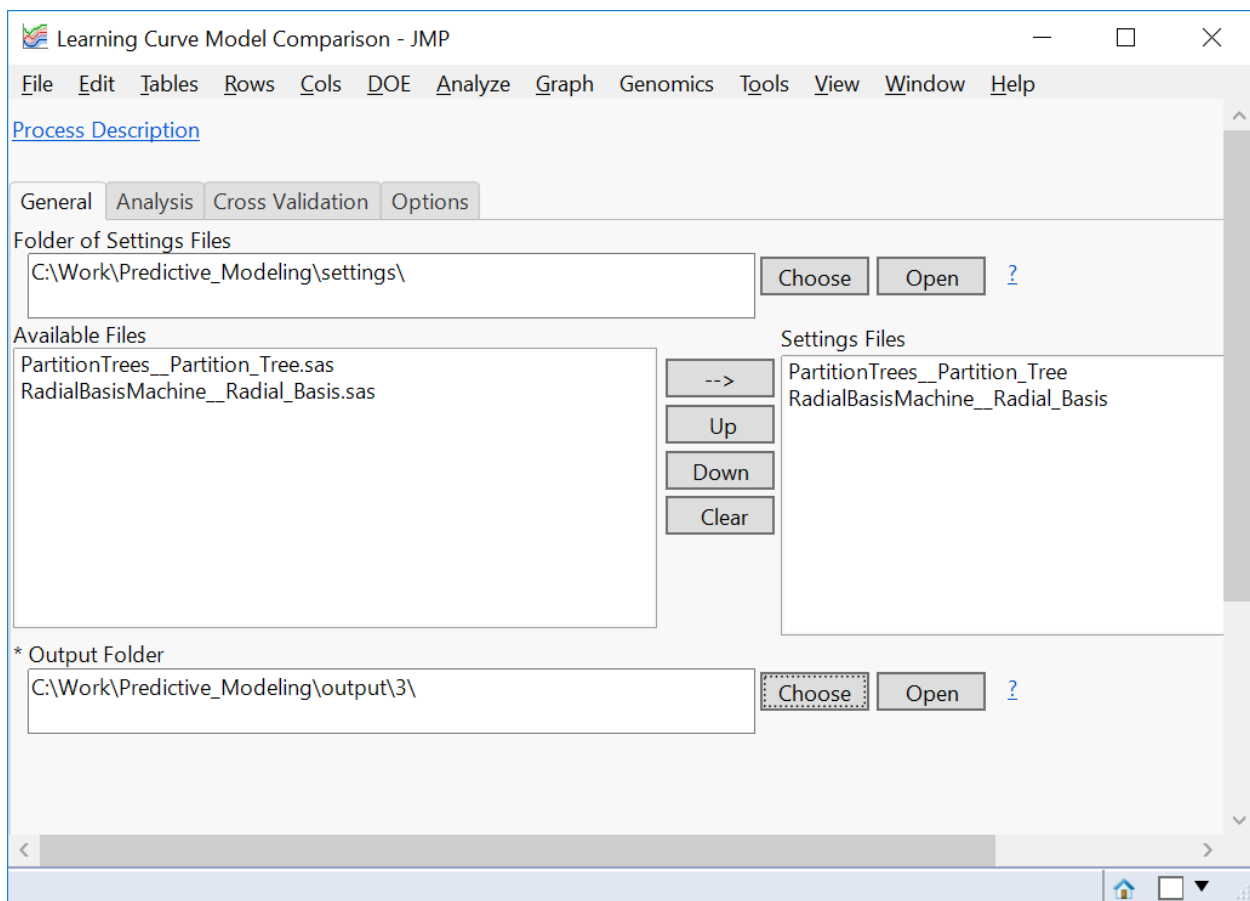 Learning Curve Model Comparison - JMP
File Edit Tables Rows Cols DOE Analyze Graph Genomics Tools View Window Help
Process Description
General Analysis Cross Validation Options
Folder of Settings Files
C:\Work\Predictive_Modeling\settings\ Choose Open ?
Available Files
PartitionTrees__Partition_Tree.sas
RadialBasisMachine__Radial_Basis.sas
-->
Up
Down
Clear
Settings Files
PartitionTrees__Partition_Tree
RadialBasisMachine__Radial_Basis
* Output Folder
C:\Work\Predictive_Modeling\output\3\ Choose Open ?